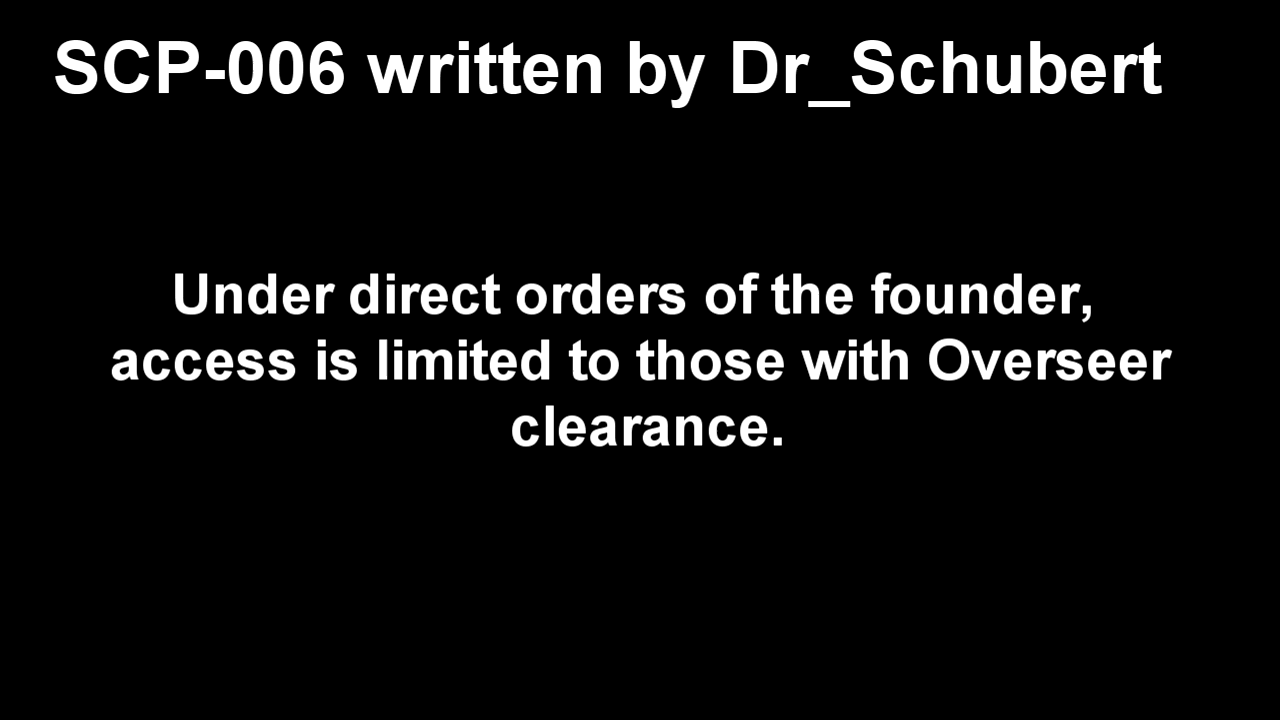 SCP-006 written by Dr_Schubert
Under direct orders of the founder,
access is limited to those with Overseer
clearance.